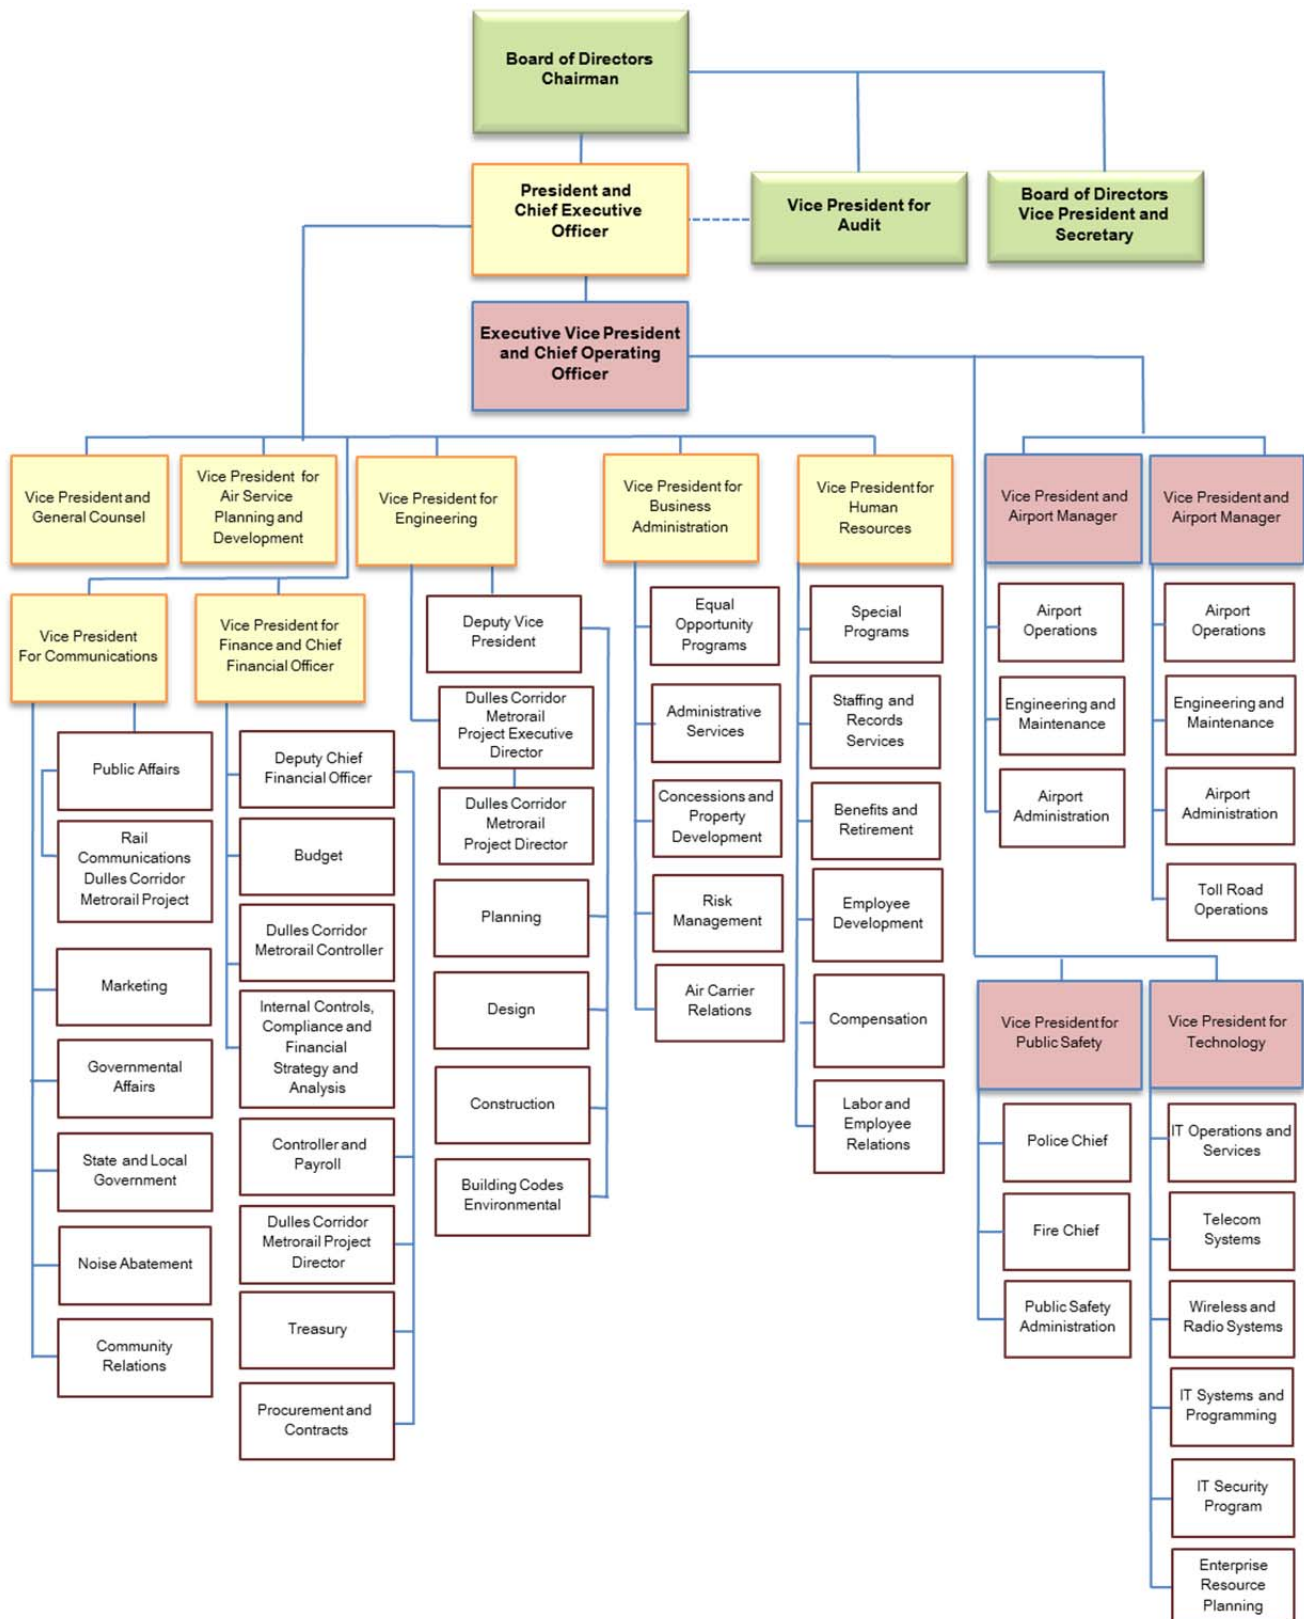 Board of Directors
Chairman
President and
Chief Executive
Officer
Vice President for
Audit
Board of Directors
Vice President and
Secretary
Executive Vice President
and Chief Operating
Officer
Vice President and
General Counsel
Vice President for
Air Service
Planning and
Development
Vice President for
Engineering
Vice President for
Business
Administration
Vice President for
Human
Resources
Vice President and
Airport Manager
Vice President and
Airport Manager
Vice President
For Communications
Vice President for
Finance and Chief
Financial Officer
Public Affairs
Rail
Communications
Dulles Corridor
Metrorail Project
Marketing
Governmental
Affairs
State and Local
Government
Noise Abatement
Community
Relations
Deputy Chief
Financial Officer
Budget
Dulles Corridor
Metrorail Controller
Internal Controls,
Compliance and
Financial
Strategy and
Analysis
Controller and
Payroll
Dulles Corridor
Metrorail Project
Director
Treasury
Procurement and
Contracts
Deputy Vice
President
Dulles Corridor
Metrorail
Project Executive
Director
Dulles Corridor
Metrorail
Project Director
Planning
Design
Construction
Building Codes
Environmental
Equal
Opportunity
Programs
Administrative
Services
Concessions and
Property
Development
Risk
Management
Air Carrier
Relations
Special
Programs
Staffing and
Records
Services
Benefits and
Retirement
Employee
Development
Compensation
Labor and
Employee
Relations
Airport
Operations
Engineering and
Maintenance
Airport
Administration
Airport
Operations
Engineering and
Maintenance
Airport
Administration
Toll Road
Operations
Vice President for
Public Safety
Vice President for
Technology
Police Chief
Fire Chief
Public Safety
Administration
IT Operations and
Services
Telecom
Systems
Wireless and
Radio Systems
IT Systems and
Programming
IT Security
Program
Enterprise
Resource
Planning